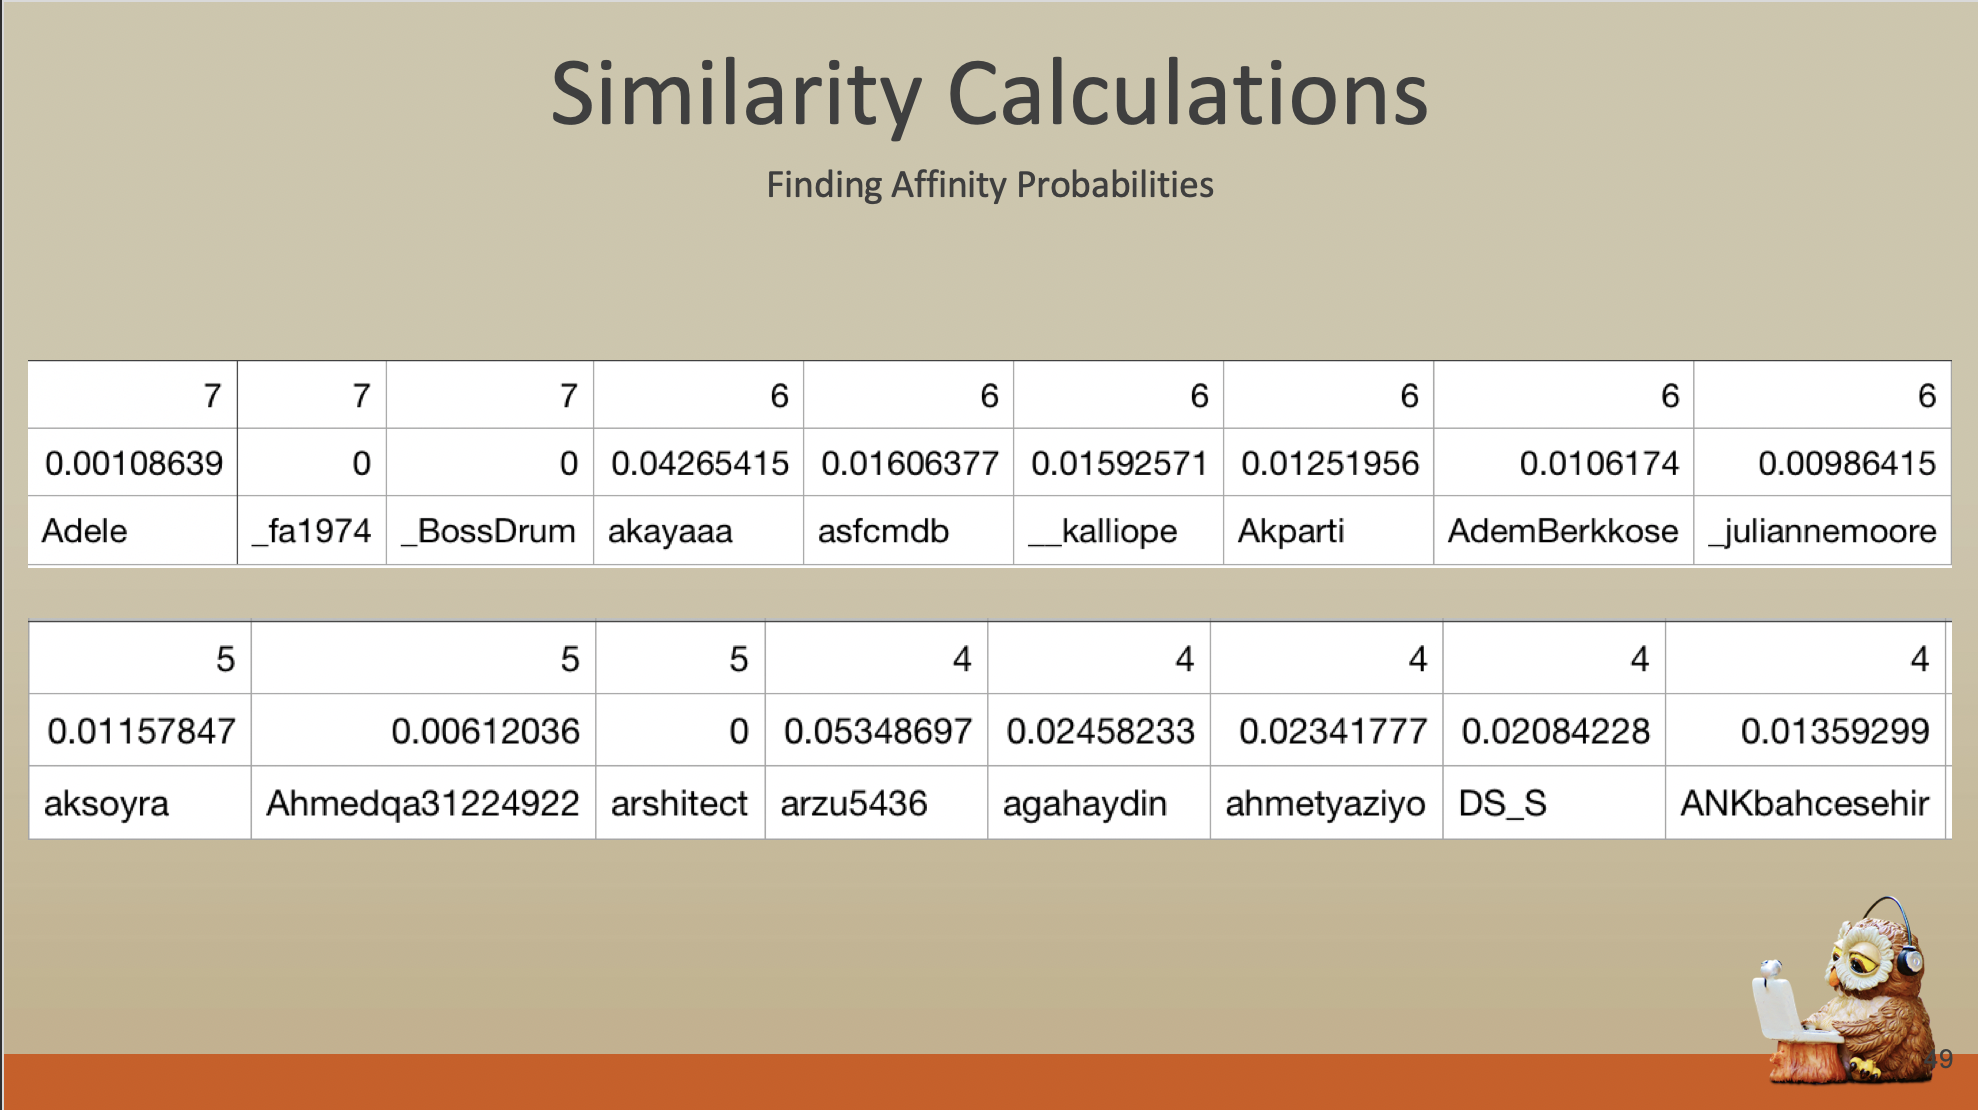 Similarity Calculations
Finding Affinity Probabilities
7 7 7 6 6 6 6 6 6
0.00108639 0 0 0.04265415 0.01606377 0.01592571 0.01251956 0.0106174 0.00986415
Adele _fa1974 _BossDrum akayaaa asfcmdb __kalliope Akparti AdemBerkkose _juliannemoore
5 5 5 4 4 4 4 4
0.01157847 0.00612036 0 0.05348697 0.02458233 0.02341777 0.02084228 0.01359299
aksoyra Ahmedqa31224922 arshitect arzu5436 agahaydin ahmetyaziyo DS_S ANKbahcesehir
49